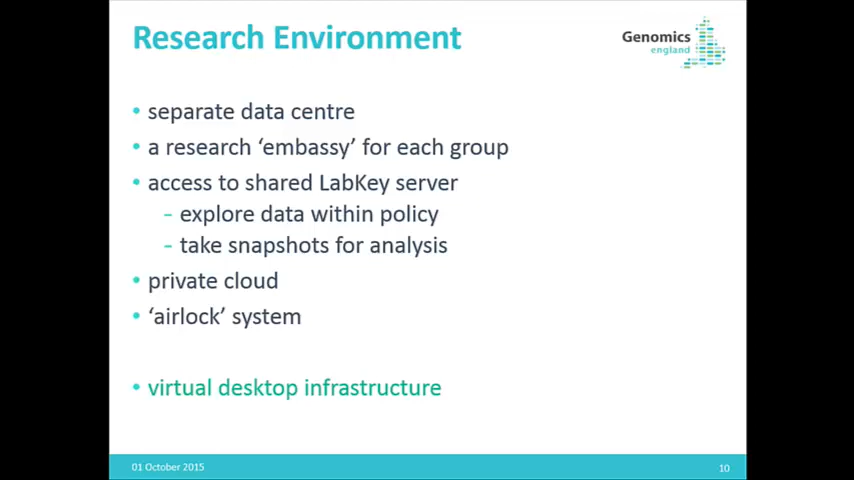 Research Environment
Genomics
england
• separate data centre
• a research ‘embassy’ for each group
• access to shared LabKey server
- explore data within policy
- take snapshots for analysis
• private cloud
• ‘airlock’ system
• virtual desktop infrastructure
01 October 2015
10